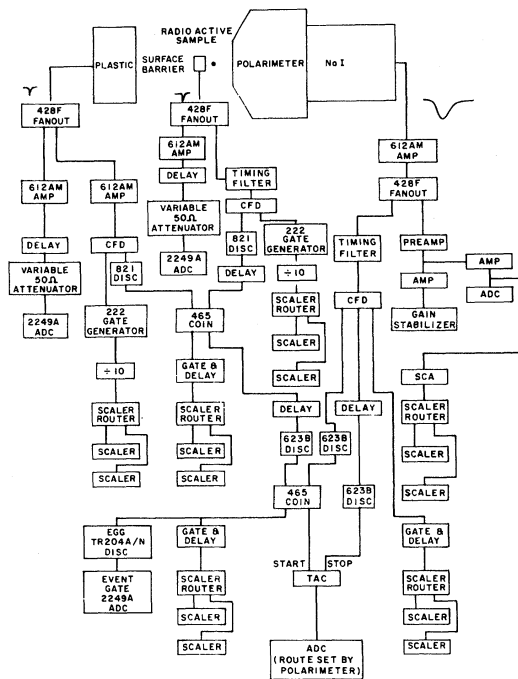 RADIO ACTIVE
SAMPLE
PLASTIC
SURFACE
BARRIER
POLARIMETER
NaI
428F
FANOUT
428F
FANOUT
612AM
AMP
612AM
AMP
612AM
AMP
612AM
AMP
428F
FANOUT
DELAY
TIMING
FILTER
CFD
VARIABLE
50Ω
ATTENUATOR
2249A
ADC
821
DISC
DELAY
222
GATE
GENERATOR
÷10
SCALER
ROUTER
SCALER
SCALER
DELAY
VARIABLE
50Ω
ATTENUATOR
2249A
ADC
CFD
821
DISC
222
GATE
GENERATOR
÷10
SCALER
ROUTER
SCALER
SCALER
465
COIN
GATE &
DELAY
SCALER
ROUTER
SCALER
SCALER
TIMING
FILTER
CFD
PREAMP
AMP
AMP
ADC
GAIN
STABILIZER
SCA
SCALER
ROUTER
SCALER
SCALER
DELAY
DELAY
623B
DISC
623B
DISC
623B
DISC
465
COIN
EGG
TR204A/N
DISC
EVENT
GATE
2249A
ADC
GATE &
DELAY
SCALER
ROUTER
SCALER
SCALER
START
STOP
TAC
ADC
(ROUTE SET BY
POLARIMETER)
GATE &
DELAY
SCALER
ROUTER
SCALER
SCALER